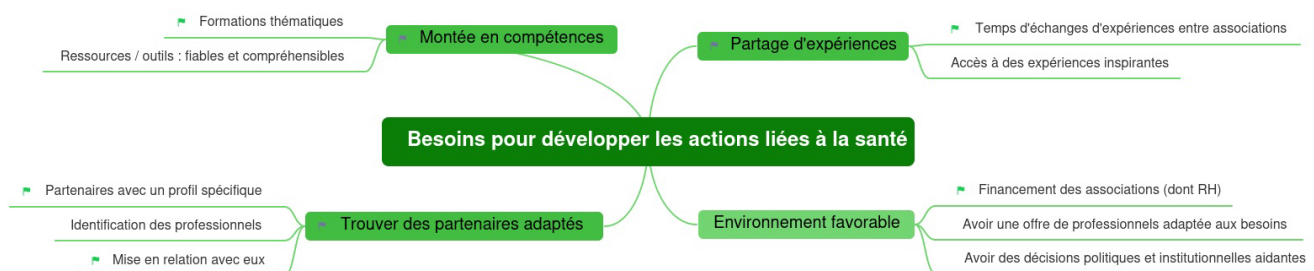 Besoins pour développer les actions liées à la santé
Montée en compétences
Formations thématiques
Ressources / outils : fiables et compréhensibles
Partage d'expériences
Temps d'échanges d'expériences entre associations
Accès à des expériences inspirantes
Trouver des partenaires adaptés
Partenaires avec un profil spécifique
Identification des professionnels
Mise en relation avec eux
Environnement favorable
Financement des associations (dont RH)
Avoir une offre de professionnels adaptée aux besoins
Avoir des décisions politiques et institutionnelles aidantes